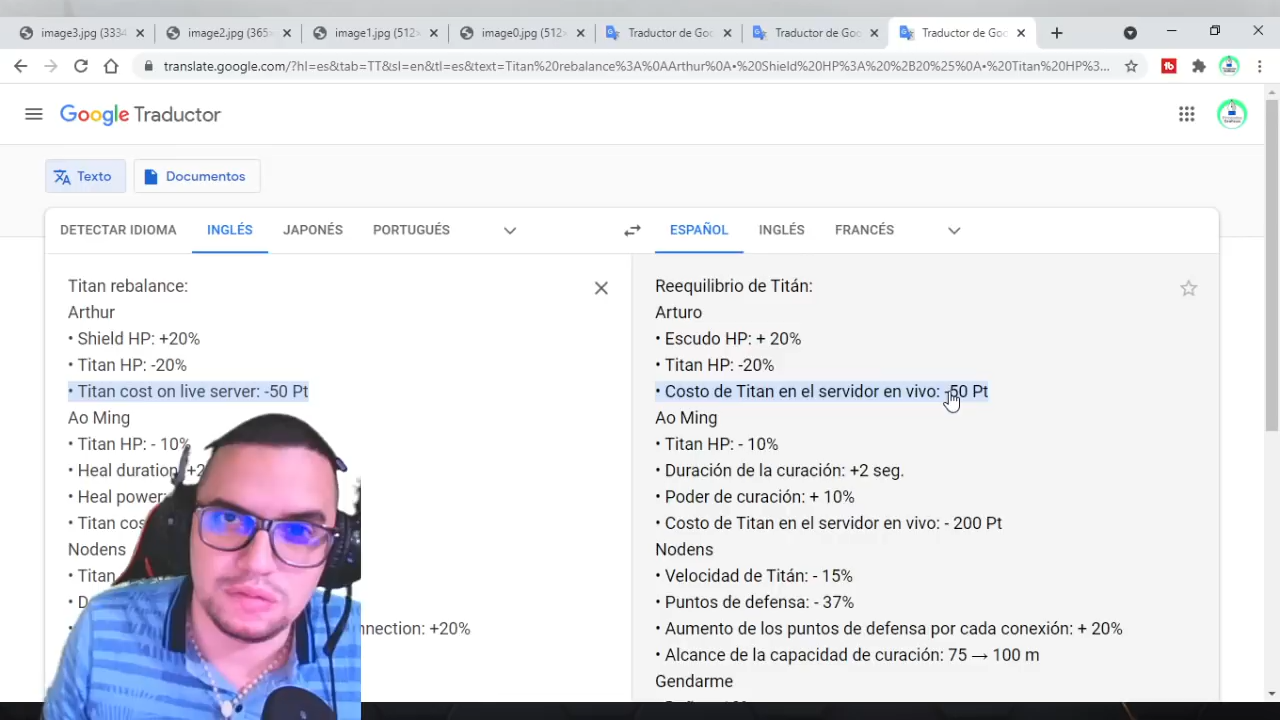 image3.jpg (3334
image2.jpg (365×
image1.jpg (512×
image0.jpg (512×
Traductor de Goo
Traductor de Goo
Traductor de Goo
translate.google.com/?hl=es&tab=TT&sl=en&tl=es&text=Titan%20rebalance%3A%0AArthur%0A•%20Shield%20HP%3A%20%2B20%25%0A•%20Titan%20HP%3...
Google Traductor
Texto
Documentos
DETECTAR IDIOMA
INGLÉS
JAPONÉS
PORTUGUÉS
ESPAÑOL
INGLÉS
FRANCÉS
Titan rebalance:
Arthur
• Shield HP: +20%
• Titan HP: -20%
• Titan cost on live server: -50 Pt
Ao Ming
• Titan HP: - 10%
• Heal duration: +2
• Heal power:
• Titan
Nodens
• Titan
nnection: +20%
Reequilibrio de Titán:
Arturo
• Escudo HP: + 20%
• Titan HP: -20%
• Costo de Titan en el servidor en vivo: -50 Pt
Ao Ming
• Titan HP: - 10%
• Duración de la curación: +2 seg.
• Poder de curación: + 10%
• Costo de Titan en el servidor en vivo: - 200 Pt
Nodens
• Velocidad de Titán: - 15%
• Puntos de defensa: - 37%
• Aumento de los puntos de defensa por cada conexión: + 20%
• Alcance de la capacidad de curación: 75 → 100 m
Gendarme